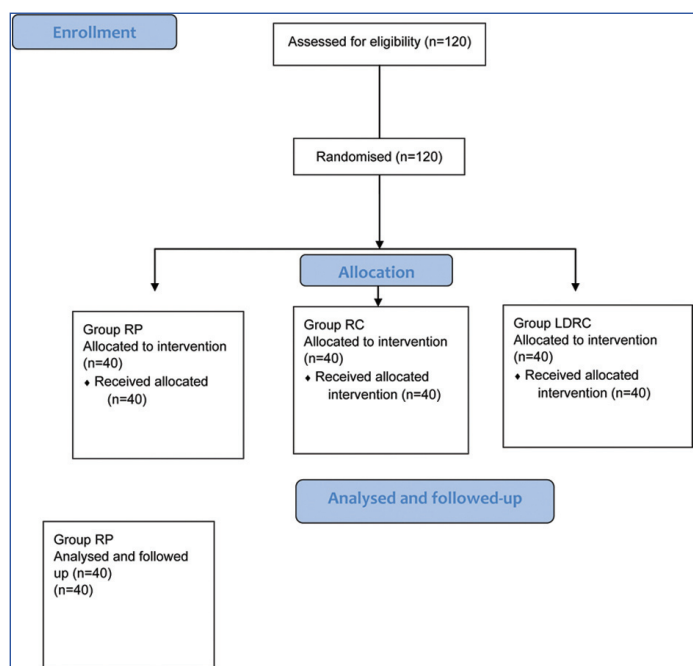 Enrollment
Assessed for eligibility (n=120)
Randomised (n=120)
Allocation
Group RP
Allocated to intervention
(n=40)
♦ Received allocated
(n=40)
Group RC
Allocated to intervention
(n=40)
♦ Received allocated
intervention (n=40)
Group LDRC
Allocated to intervention
(n=40)
♦ Received allocated
intervention (n=40)
Analysed and followed-up
Group RP
Analysed and followed
up (n=40)
(n=40)